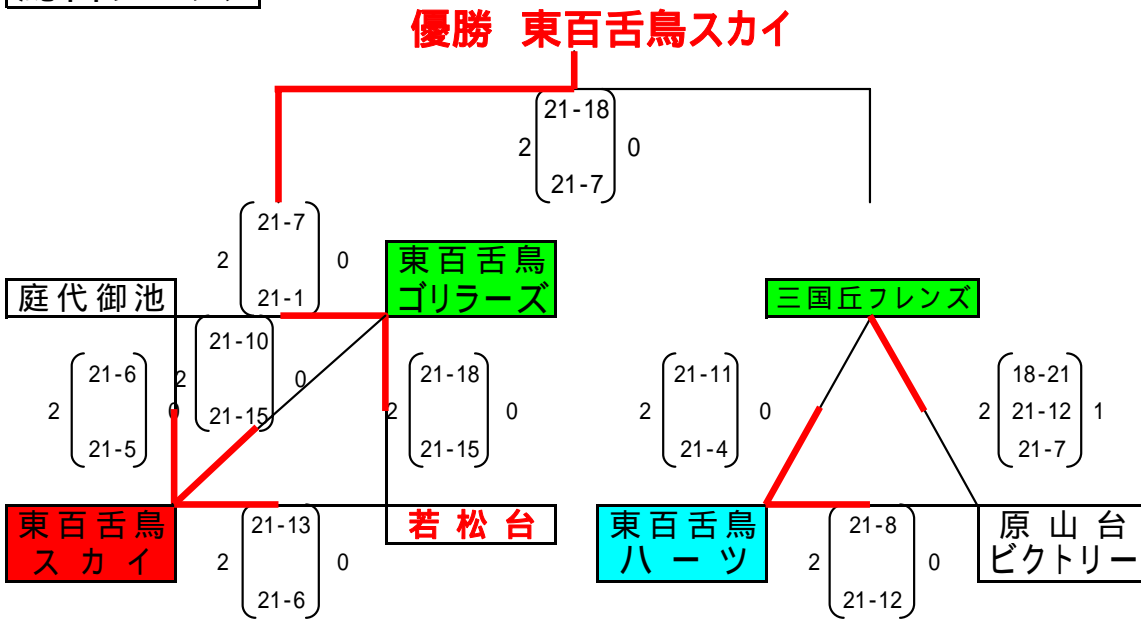 優勝 東百舌鳥スカイ
21-18
2 0
21-7
21-7
2 0
21-1
東百舌鳥
ゴリラーズ
庭代御池
三国丘フレンズ
21-10
2 0
21-15
21-6
2 0
21-5
21-18
2 0
21-15
21-11
2 0
21-4
18-21
2 21-12 1
21-7
東百舌鳥
スカイ
21-13
2 0
21-6
若松台
東百舌鳥
ハーツ
21-8
2 0
21-12
原山台
ビクトリー